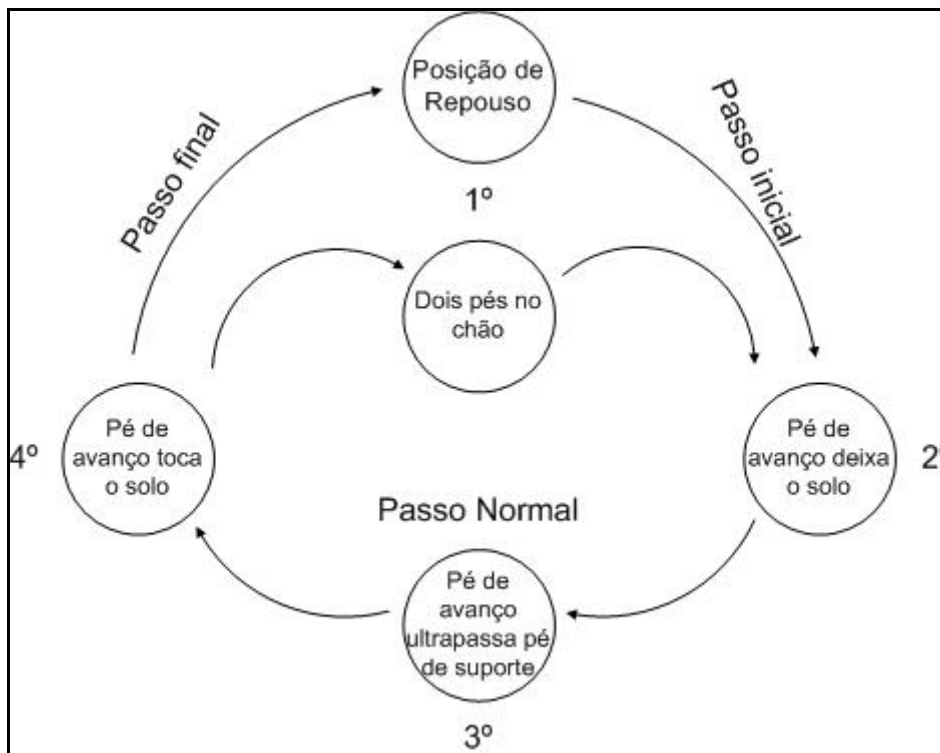 Posição de
Repouso
Passo final
Passo inicial
1º
Dois pés no
chão
4º
Pé de
avanço toca
o solo
Pé de
avanço deixa
o solo
2º
Passo Normal
Pé de
avanço
ultrapassa pé
de suporte
3º